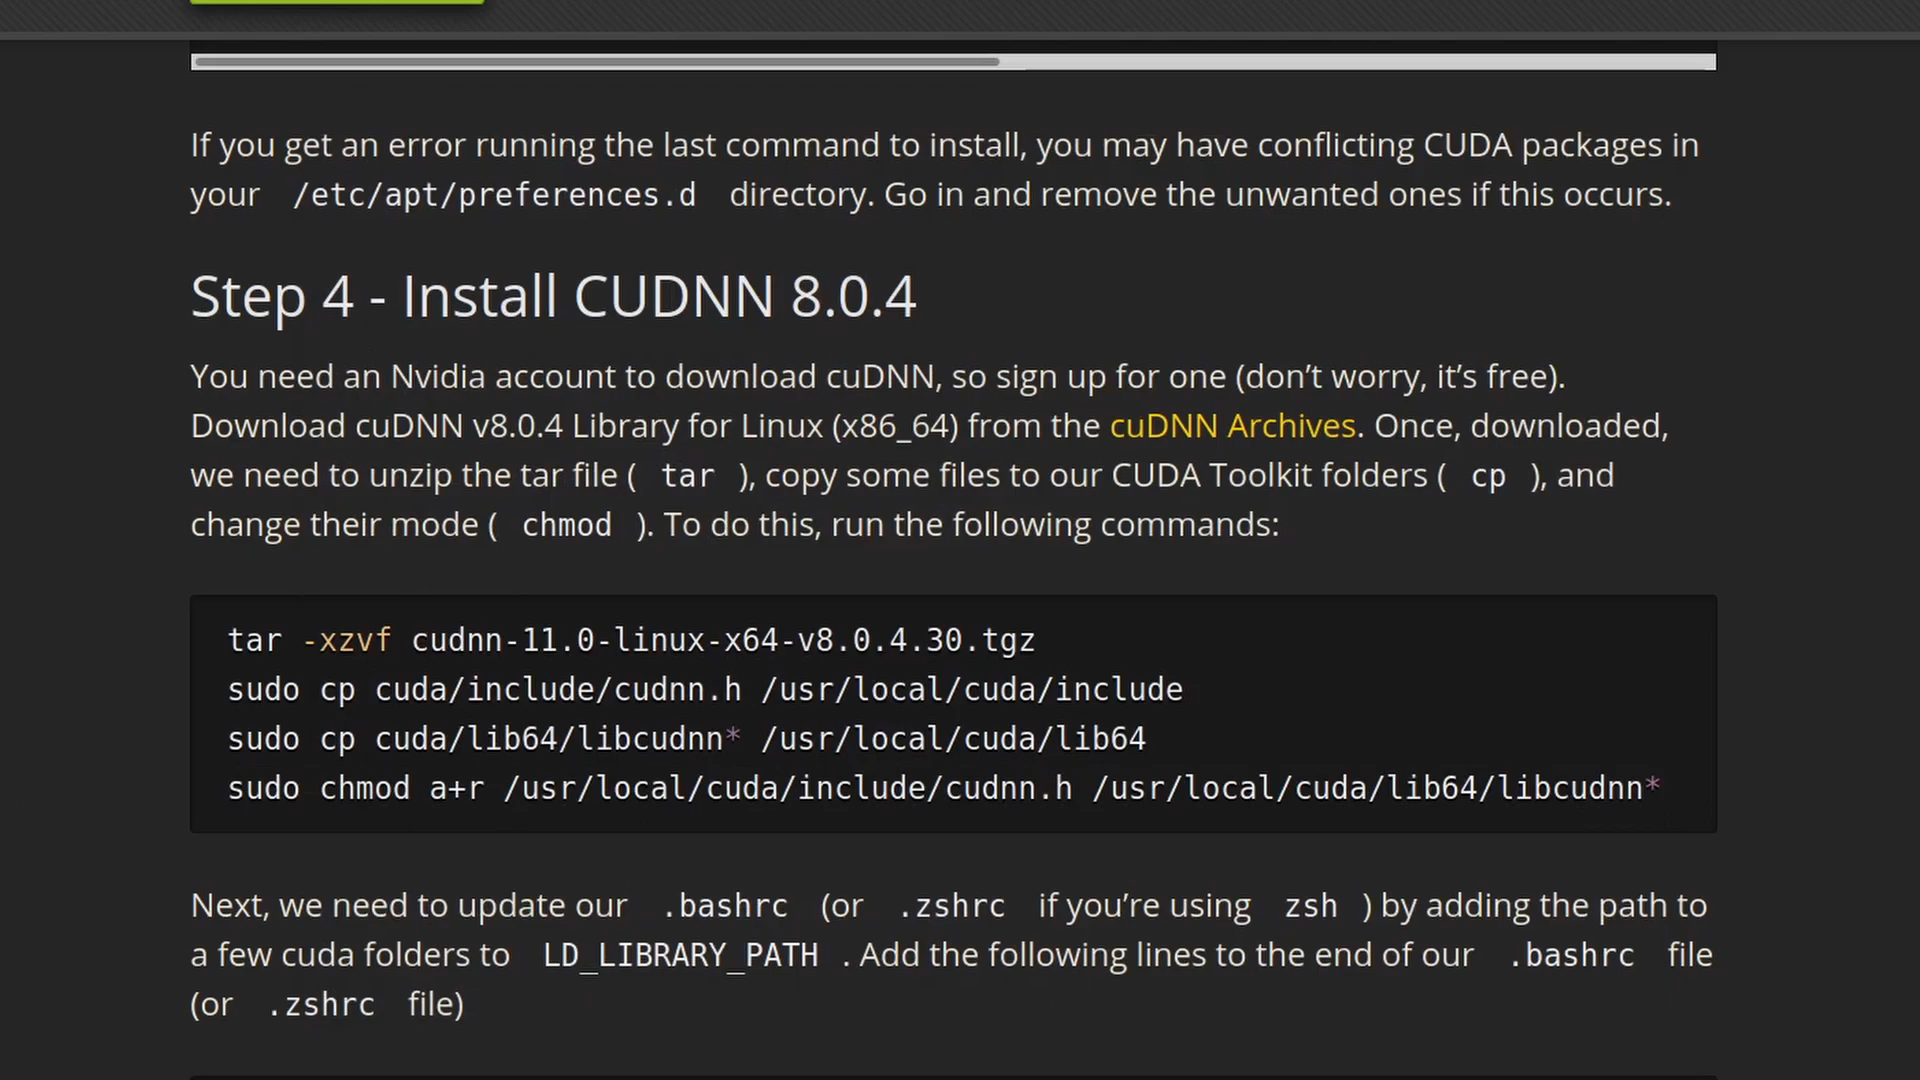 If you get an error running the last command to install, you may have conflicting CUDA packages in
your /etc/apt/preferences.d directory. Go in and remove the unwanted ones if this occurs.
Step 4 - Install CUDNN 8.0.4
You need an Nvidia account to download cuDNN, so sign up for one (don’t worry, it’s free).
Download cuDNN v8.0.4 Library for Linux (x86_64) from the cuDNN Archives. Once, downloaded,
we need to unzip the tar file ( tar ), copy some files to our CUDA Toolkit folders ( cp ), and
change their mode ( chmod ). To do this, run the following commands:
tar -xzvf cudnn-11.0-linux-x64-v8.0.4.30.tgz
sudo cp cuda/include/cudnn.h /usr/local/cuda/include
sudo cp cuda/lib64/libcudnn* /usr/local/cuda/lib64
sudo chmod a+r /usr/local/cuda/include/cudnn.h /usr/local/cuda/lib64/libcudnn*
Next, we need to update our .bashrc (or .zshrc if you’re using zsh ) by adding the path to
a few cuda folders to LD_LIBRARY_PATH . Add the following lines to the end of our .bashrc file
(or .zshrc file)